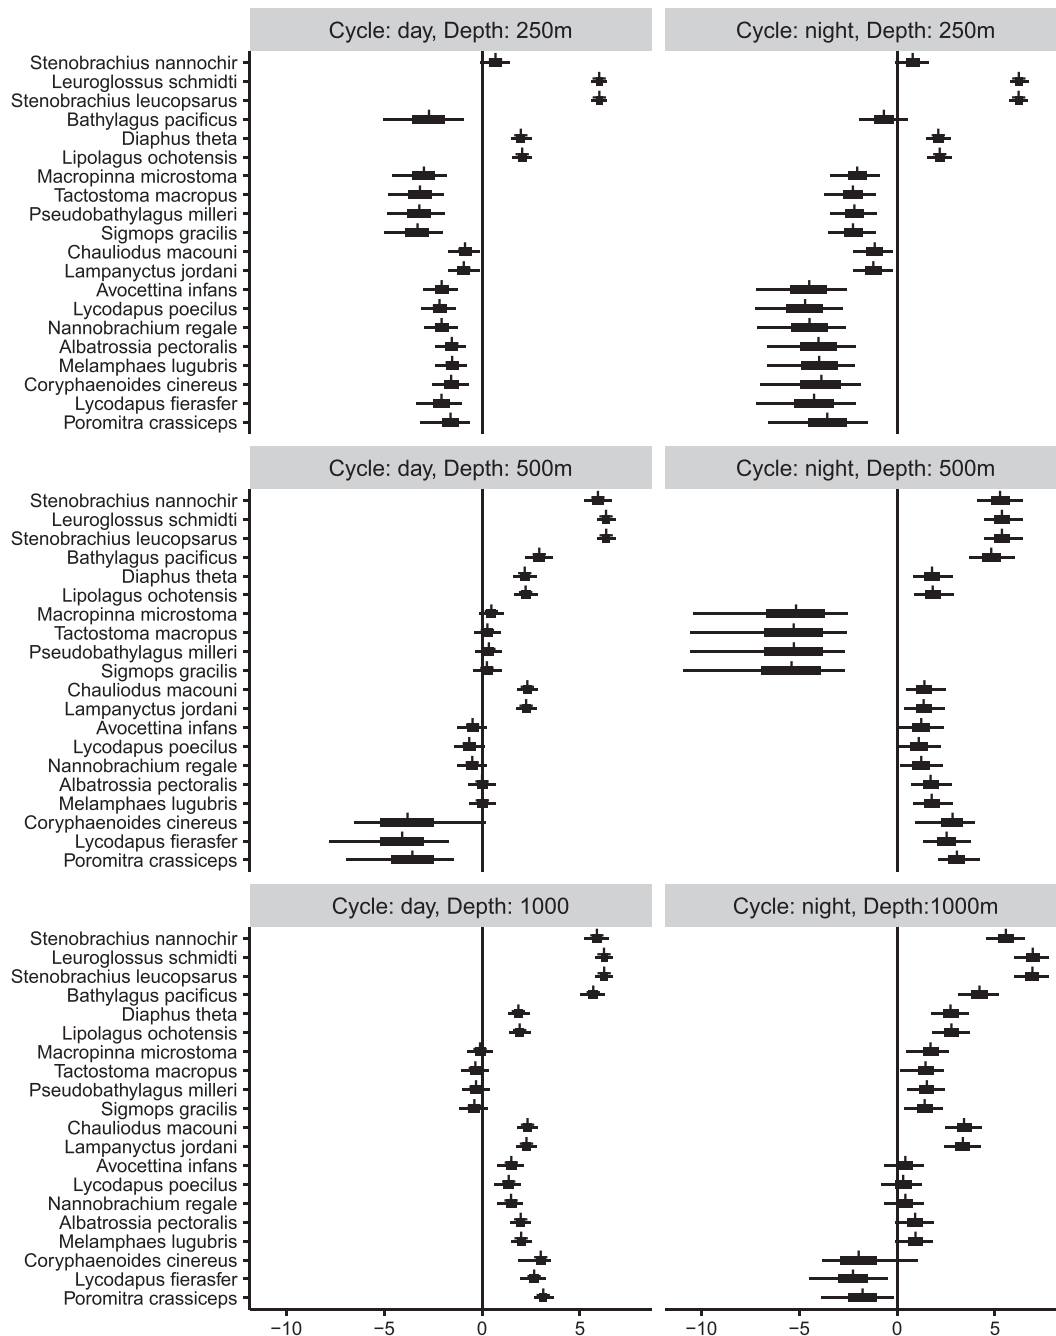 Cycle: day, Depth: 250m
Cycle: night, Depth: 250m
Stenobrachius nannochir
Leuroglossus schmidti
Stenobrachius leucopsarus
Bathylagus pacificus
Diaphus theta
Lipolagus ochotensis
Macropinna microstoma
Tactostoma macropus
Pseudobathylagus milleri
Sigmops gracilis
Chauliodus macouni
Lampanyctus jordani
Avocettina infans
Lycodapus poecilus
Nannobrachium regale
Albatrossia pectoralis
Melamphaes lugubris
Coryphaenoides cinereus
Lycodapus fierasfer
Poromitra crassiceps
Cycle: day, Depth: 500m
Cycle: night, Depth: 500m
Stenobrachius nannochir
Leuroglossus schmidti
Stenobrachius leucopsarus
Bathylagus pacificus
Diaphus theta
Lipolagus ochotensis
Macropinna microstoma
Tactostoma macropus
Pseudobathylagus milleri
Sigmops gracilis
Chauliodus macouni
Lampanyctus jordani
Avocettina infans
Lycodapus poecilus
Nannobrachium regale
Albatrossia pectoralis
Melamphaes lugubris
Coryphaenoides cinereus
Lycodapus fierasfer
Poromitra crassiceps
Cycle: day, Depth: 1000
Cycle: night, Depth:1000m
Stenobrachius nannochir
Leuroglossus schmidti
Stenobrachius leucopsarus
Bathylagus pacificus
Diaphus theta
Lipolagus ochotensis
Macropinna microstoma
Tactostoma macropus
Pseudobathylagus milleri
Sigmops gracilis
Chauliodus macouni
Lampanyctus jordani
Avocettina infans
Lycodapus poecilus
Nannobrachium regale
Albatrossia pectoralis
Melamphaes lugubris
Coryphaenoides cinereus
Lycodapus fierasfer
Poromitra crassiceps
−10 −5 0 5
−10 −5 0 5